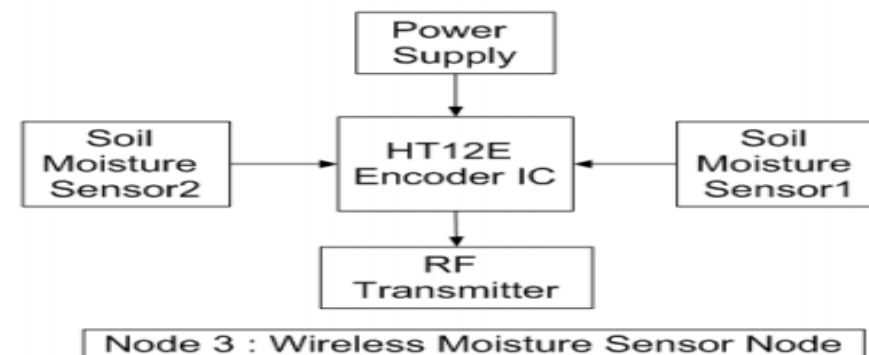 Power
Supply
Soil
Moisture
Sensor2
HT12E
Encoder IC
Soil
Moisture
Sensor1
RF
Transmitter
Node 3 : Wireless Moisture Sensor Node